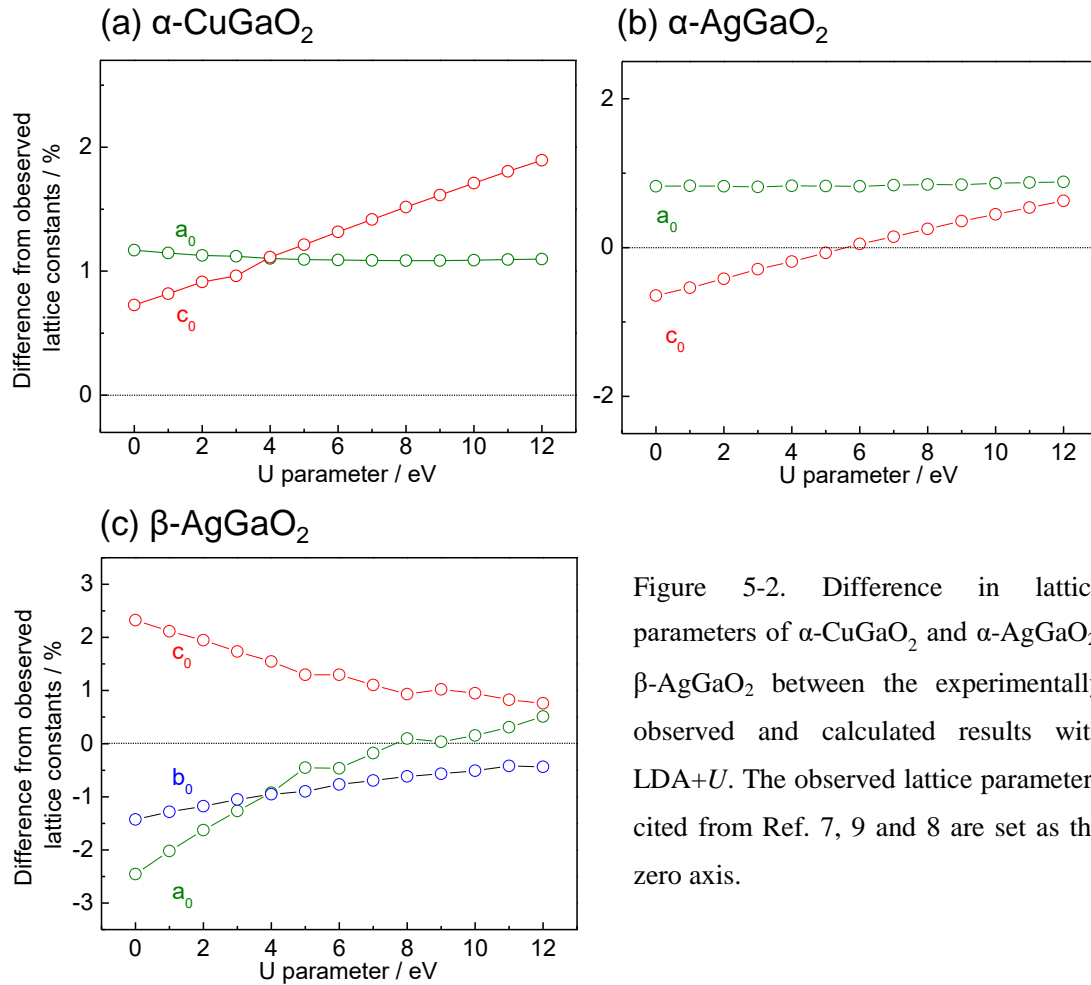 (a) α-CuGaO₂
Difference from obeserved
lattice constants / %
2
1
0
a₀
c₀
0 2 4 6 8 10 12
U parameter / eV
(b) α-AgGaO₂
2
0
-2
a₀
c₀
0 2 4 6 8 10 12
U parameter / eV
(c) β-AgGaO₂
Difference from obeserved
lattice constants / %
3
2
1
0
-1
-2
-3
c₀
b₀
a₀
0 2 4 6 8 10 12
U parameter / eV
Figure 5-2. Difference in lattic
parameters of α-CuGaO₂ and α-AgGaO₂
β-AgGaO₂ between the experimentally
observed and calculated results wit
LDA+U. The observed lattice parameter
cited from Ref. 7, 9 and 8 are set as th
zero axis.